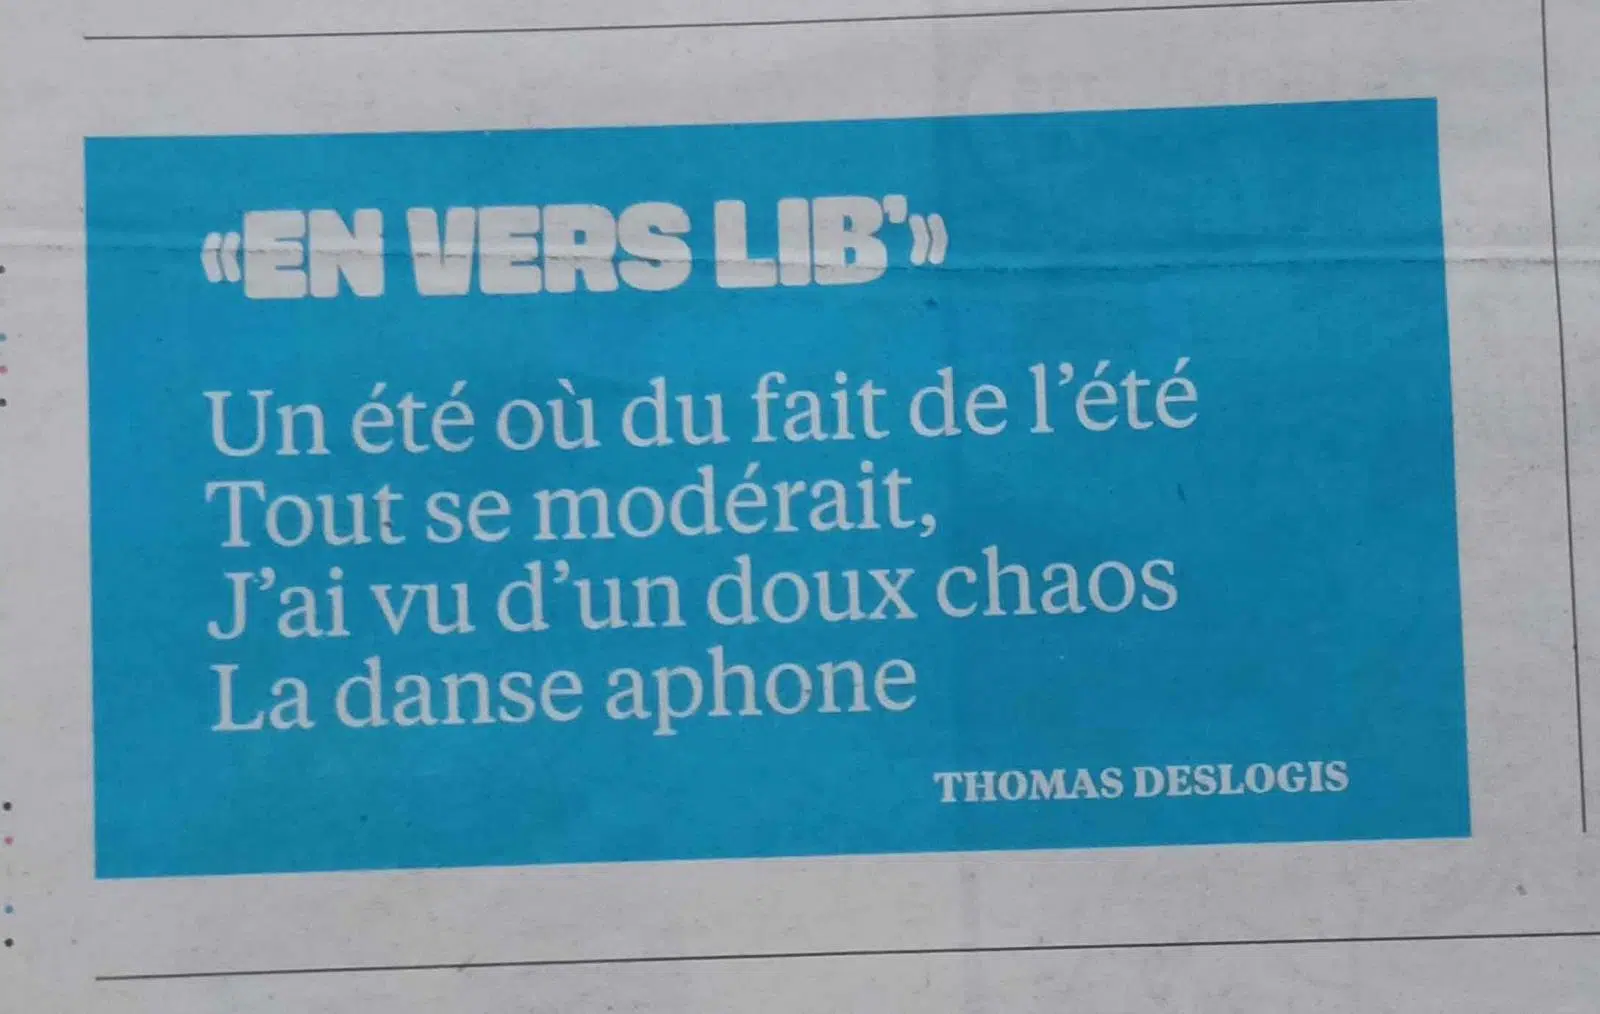 «EN VERS LIB'»
Un été où du fait de l’été
Tout se modérait,
J’ai vu d’un doux chaos
La danse aphone
THOMAS DESLOGIS